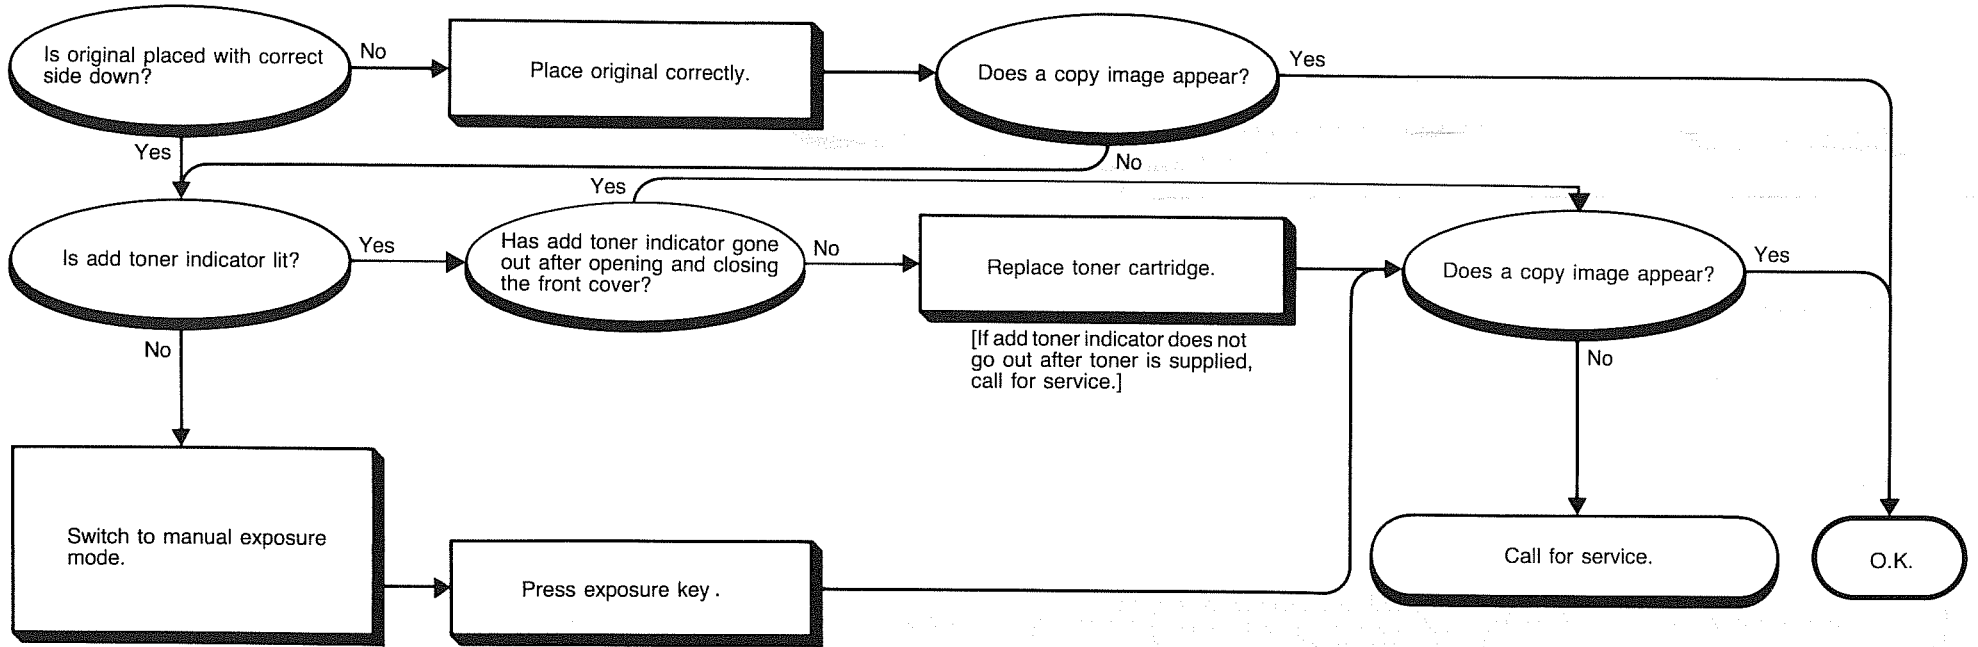 Is original placed with correct
side down?
No
Place original correctly.
Does a copy image appear?
Yes
Yes
No
Yes
Is add toner indicator lit?
Yes
Has add toner indicator gone
out after opening and closing
the front cover?
No
Replace toner cartridge.
[If add toner indicator does not
go out after toner is supplied,
call for service.]
Does a copy image appear?
Yes
No
No
Switch to manual exposure
mode.
Press exposure key .
Call for service.
O.K.